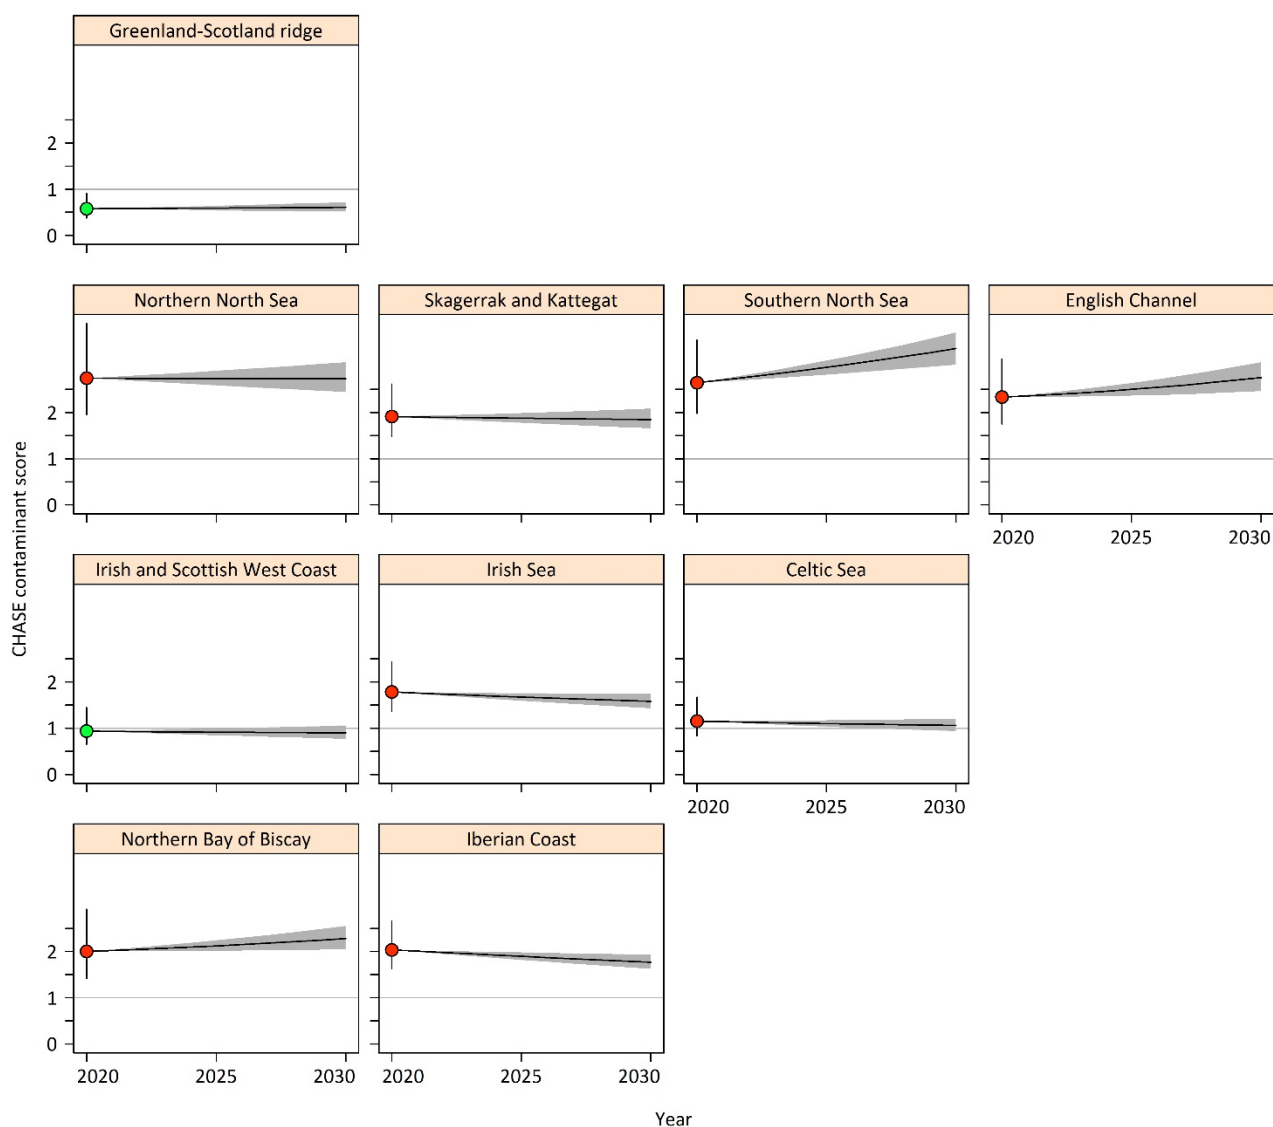 Greenland-Scotland ridge
2
1
0
Northern North Sea
Skagerrak and Kattegat
Southern North Sea
English Channel
2
1
0
2020
2025
2030
CHASE contaminant score
Irish and Scottish West Coast
Irish Sea
Celtic Sea
2
1
0
2020
2025
2030
Northern Bay of Biscay
Iberian Coast
2
1
0
2020
2025
2030
2020
2025
2030
Year